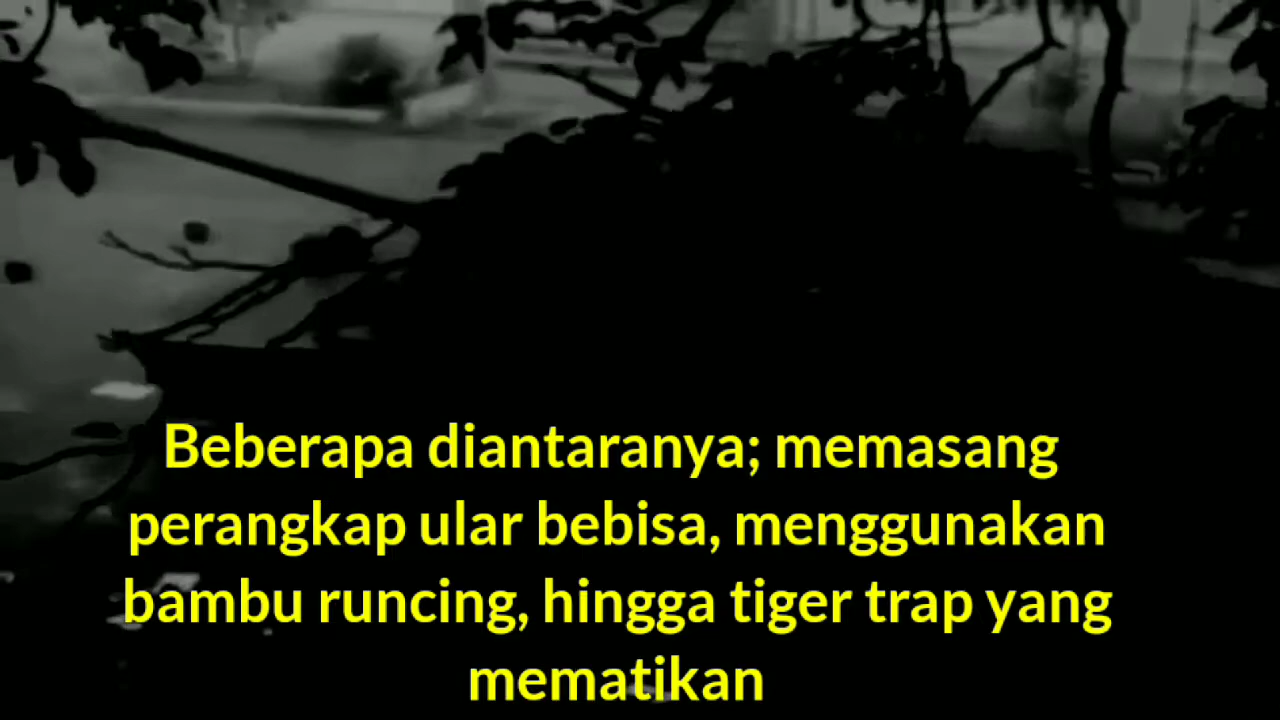 Beberapa diantaranya; memasang
perangkap ular bebisa, menggunakan
bambu runcing, hingga tiger trap yang
mematikan